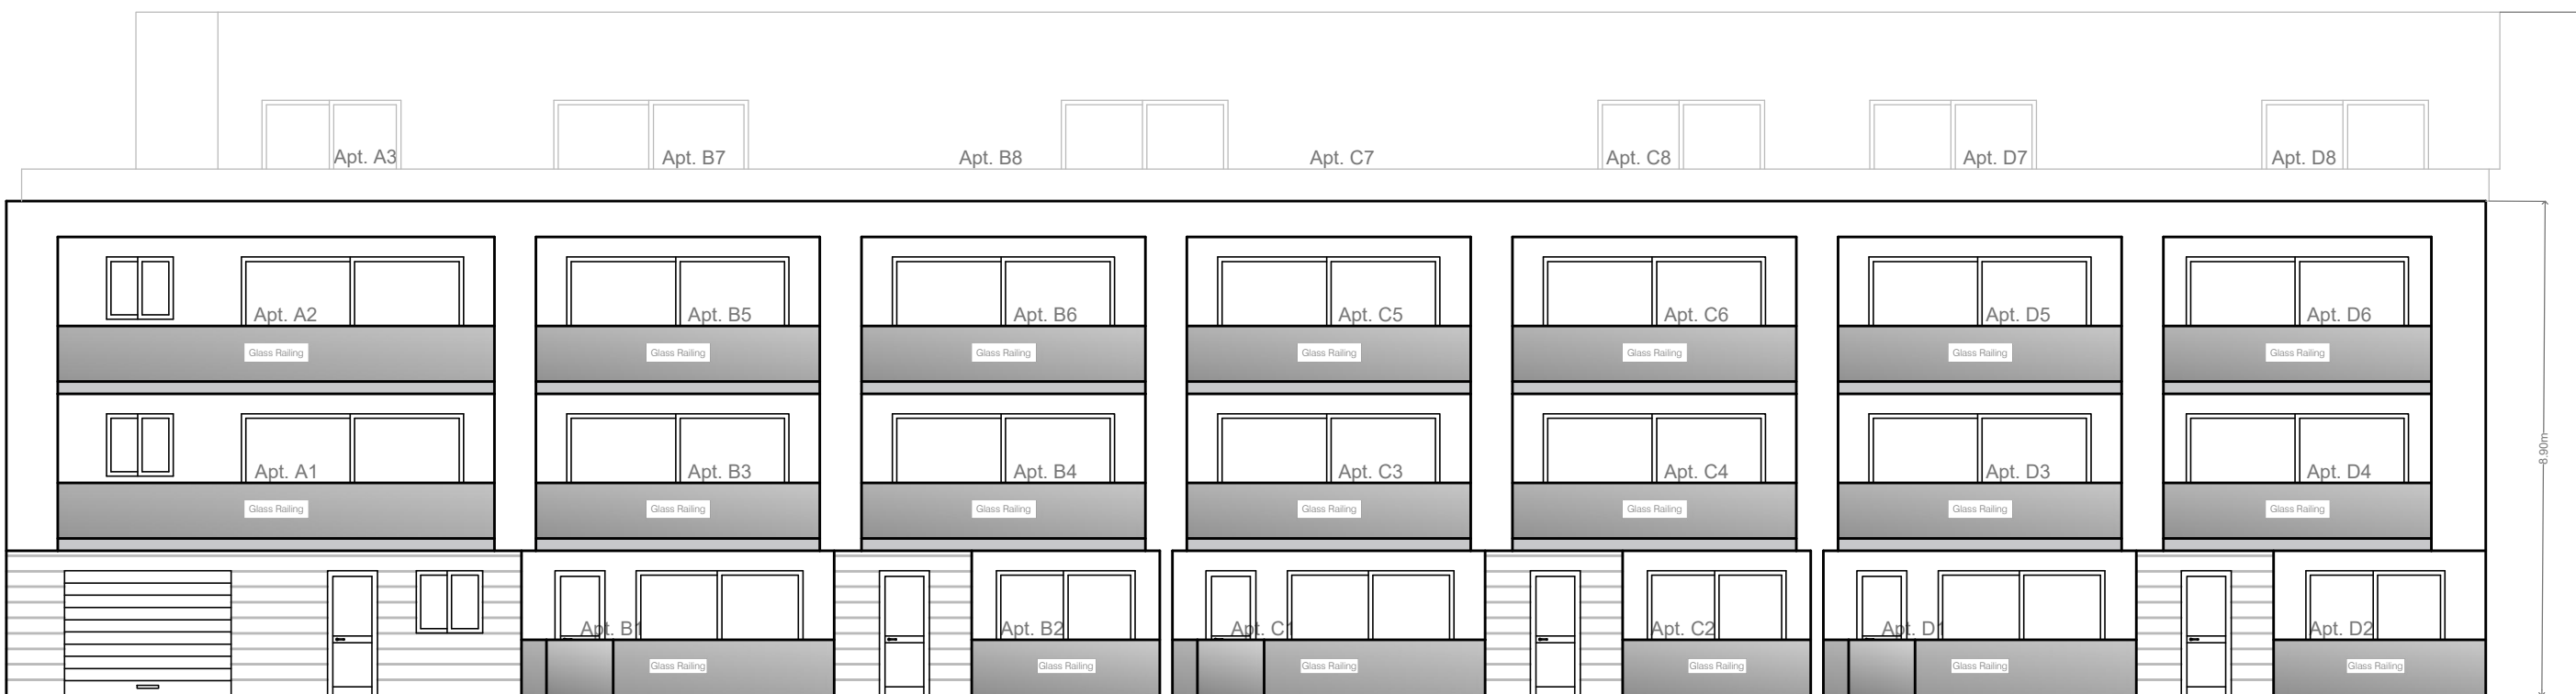 Apt. A3
Apt. B7
Apt. B8
Apt. C7
Apt. C8
Apt. D7
Apt. D8
Apt. A2
Apt. B5
Apt. B6
Apt. C5
Apt. C6
Apt. D5
Apt. D6
Glass Railing
Glass Railing
Glass Railing
Glass Railing
Glass Railing
Glass Railing
Glass Railing
8.90m
Apt. A1
Apt. B3
Apt. B4
Apt. C3
Apt. C4
Apt. D3
Apt. D4
Glass Railing
Glass Railing
Glass Railing
Glass Railing
Glass Railing
Glass Railing
Glass Railing
Apt. B1
Apt. B2
Apt. C1
Apt. C2
Apt. D1
Apt. D2
Glass Railing
Glass Railing
Glass Railing
Glass Railing
Glass Railing
Glass Railing